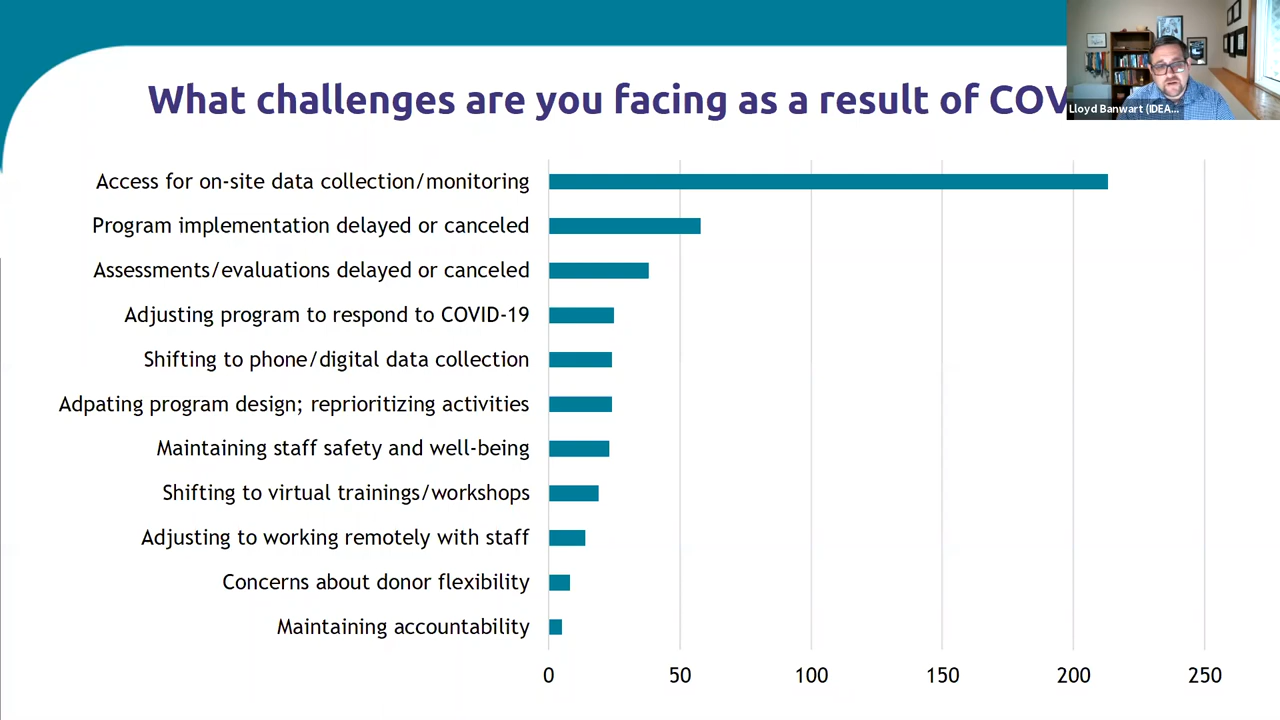 What challenges are you facing as a result of COV
Lloyd Banwart (IDEA...
Access for on-site data collection/monitoring
Program implementation delayed or canceled
Assessments/evaluations delayed or canceled
Adjusting program to respond to COVID-19
Shifting to phone/digital data collection
Adpating program design; reprioritizing activities
Maintaining staff safety and well-being
Shifting to virtual trainings/workshops
Adjusting to working remotely with staff
Concerns about donor flexibility
Maintaining accountability
0 50 100 150 200 250